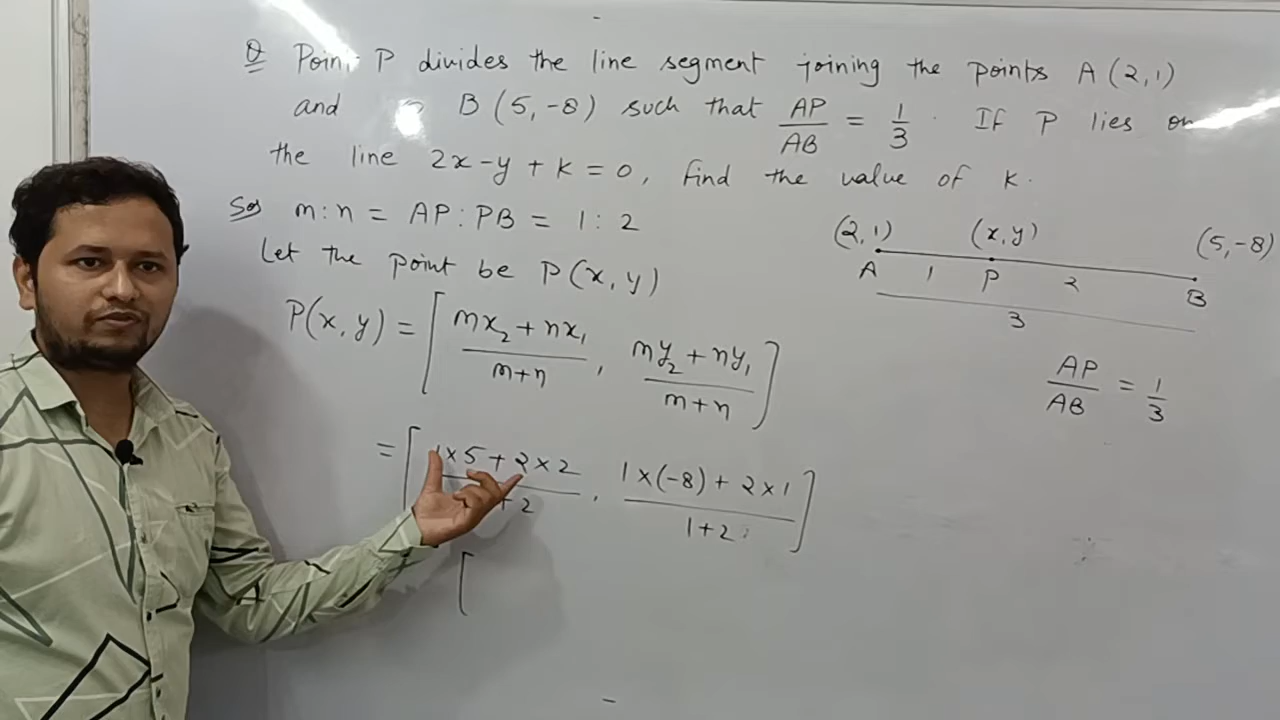 Q Point P divides the line segment joining the points A(2,1)
and B(5,-8) such that AP/AB = 1/3. If P lies on
the line 2x-y+k=0, find the value of k.
Sol m:n = AP:PB = 1:2
Let the point be P(x,y)
P(x,y) = [(mx₂+nx₁)/(m+n), (my₂+ny₁)/(m+n)]
= [1×5+2×2 / +2, (1×(-8)+2×1)/(1+2)]
[
(2,1) (x,y) (5,-8)
A 1 P 2 B
3
AP/AB = 1/3